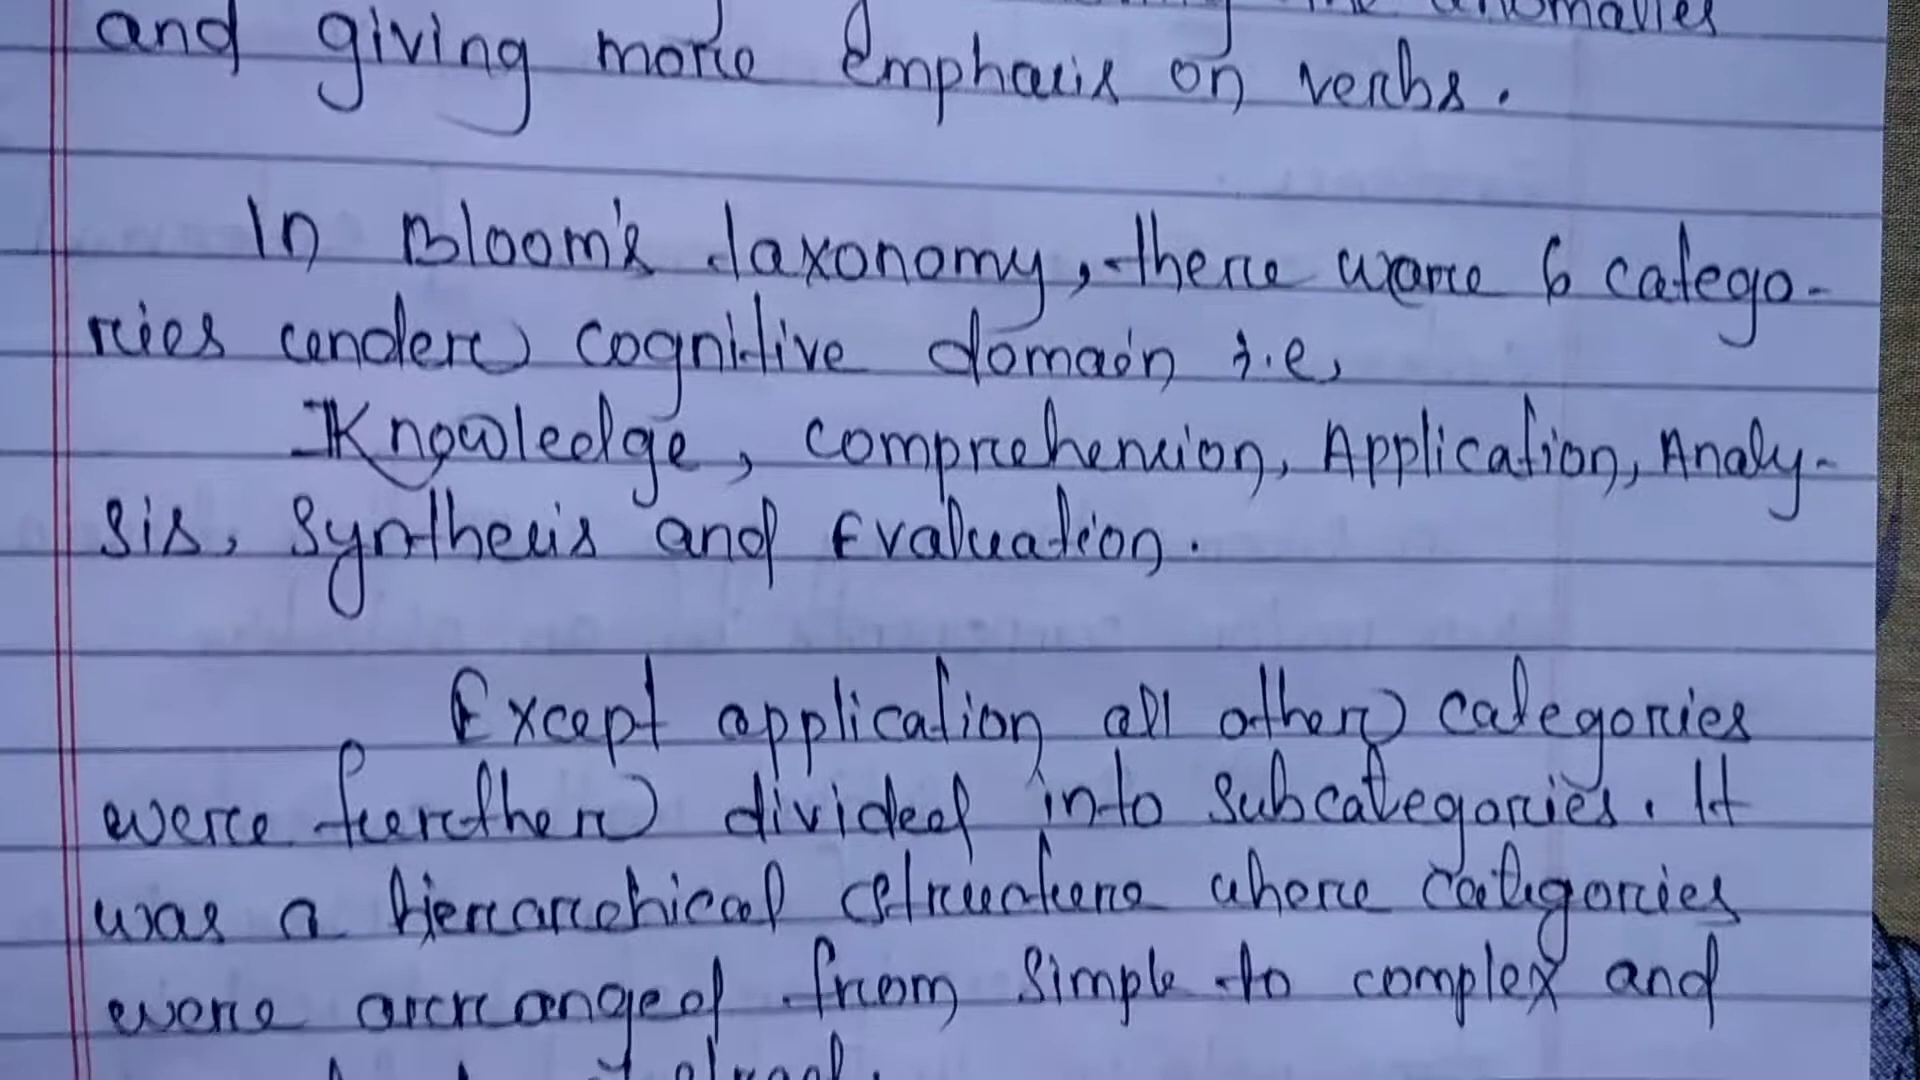 the anomalies
and giving more Emphasis on verbs.
In Bloom's taxonomy, there were 6 catego-
ries under cognitive domain i.e,
Knowledge, comprehension, Application, Analy-
sis, synthesis and Evaluation.
Except application all other categories
were further divided into subcategories. It
was a hierarchical structure where categories
were arranged from simple to complex and